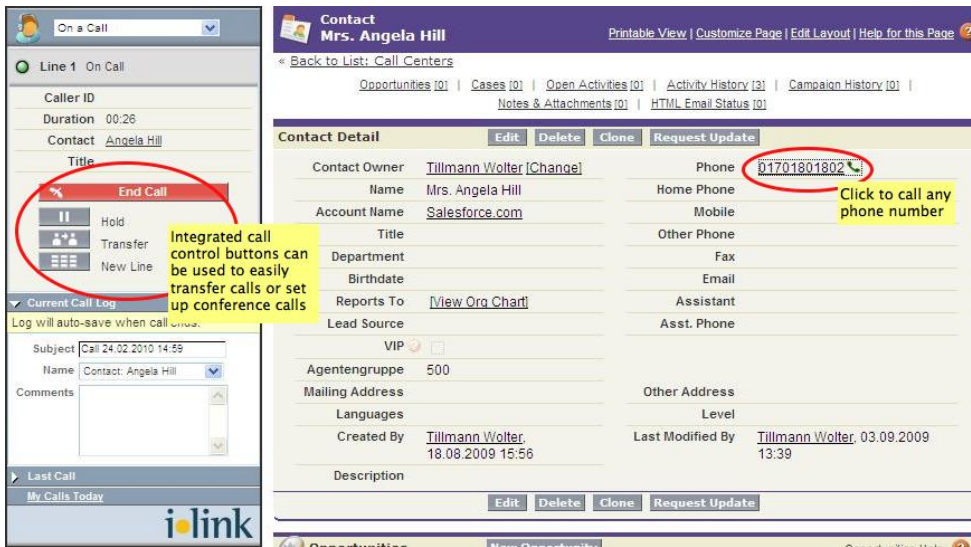 On a Call
Line 1 On Call
Caller ID
Duration 00:26
Contact Angela Hill
Title
End Call
Hold
Transfer
New Line
Integrated call
control buttons can
be used to easily
transfer calls or set
up conference calls
Current Call Log
Log will auto-save when call ends.
Subject Call 24.02.2010 14:59
Name Contact: Angela Hill
Comments
Last Call
My Calls Today
i link
Contact
Mrs. Angela Hill
Printable View | Customize Page | Edit Layout | Help for this Page
« Back to List: Call Centers
Opportunities [0] | Cases [0] | Open Activities [0] | Activity History [3] | Campaign History [0] |
Notes & Attachments [0] | HTML Email Status [0]
Contact Detail Edit Delete Clone Request Update
Contact Owner Tillmann Wolter [Change] Phone 01701801802
Name Mrs. Angela Hill Home Phone
Click to call any
phone number
Account Name Salesforce.com Mobile
Title Other Phone
Department Fax
Birthdate Email
Reports To [View Org Chart] Assistant
Lead Source Asst. Phone
VIP
Agentengruppe 500
Mailing Address Other Address
Languages Level
Created By Tillmann Wolter, Last Modified By Tillmann Wolter, 03.09.2009
18.08.2009 15:56 13:39
Description
Edit Delete Clone Request Update
Opportunities New Opportunity Opportunities Help